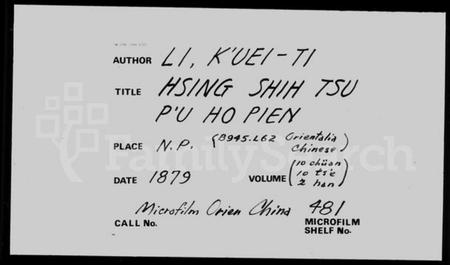 AUTHOR LI, K'UEI-TI
TITLE HSING SHIH TSU
P'U HO PIEN
PLACE N.P. (8945.L62 Orientalia
Chinese)
DATE 1879 VOLUME (10 chüan
10 ts'e
2 han)
Microfilm Orien China 481
CALL No. MICROFILM
SHELF No.
FamilySearch